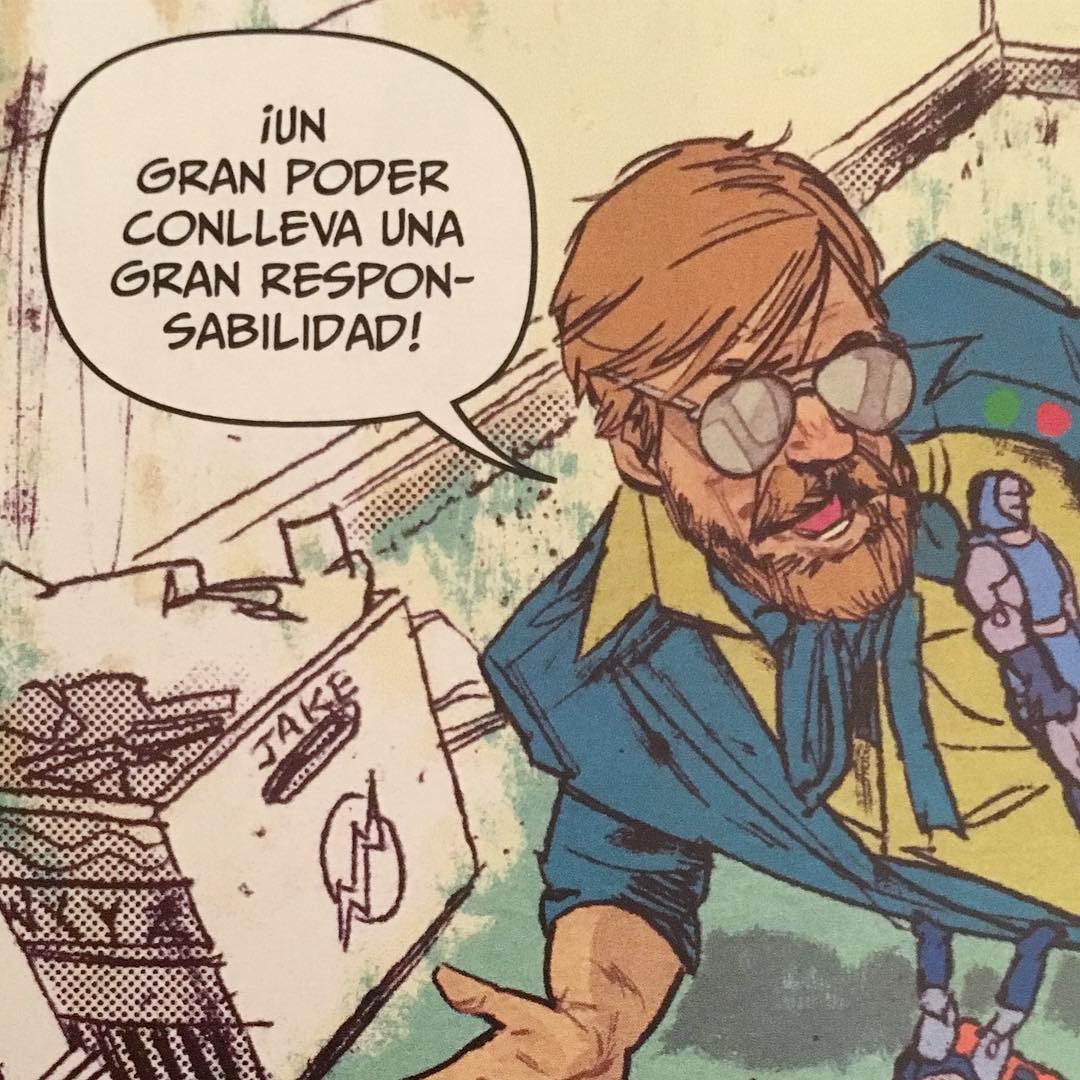 ¡UN
GRAN PODER
CONLLEVA UNA
GRAN RESPON-
SABILIDAD!
JAKE